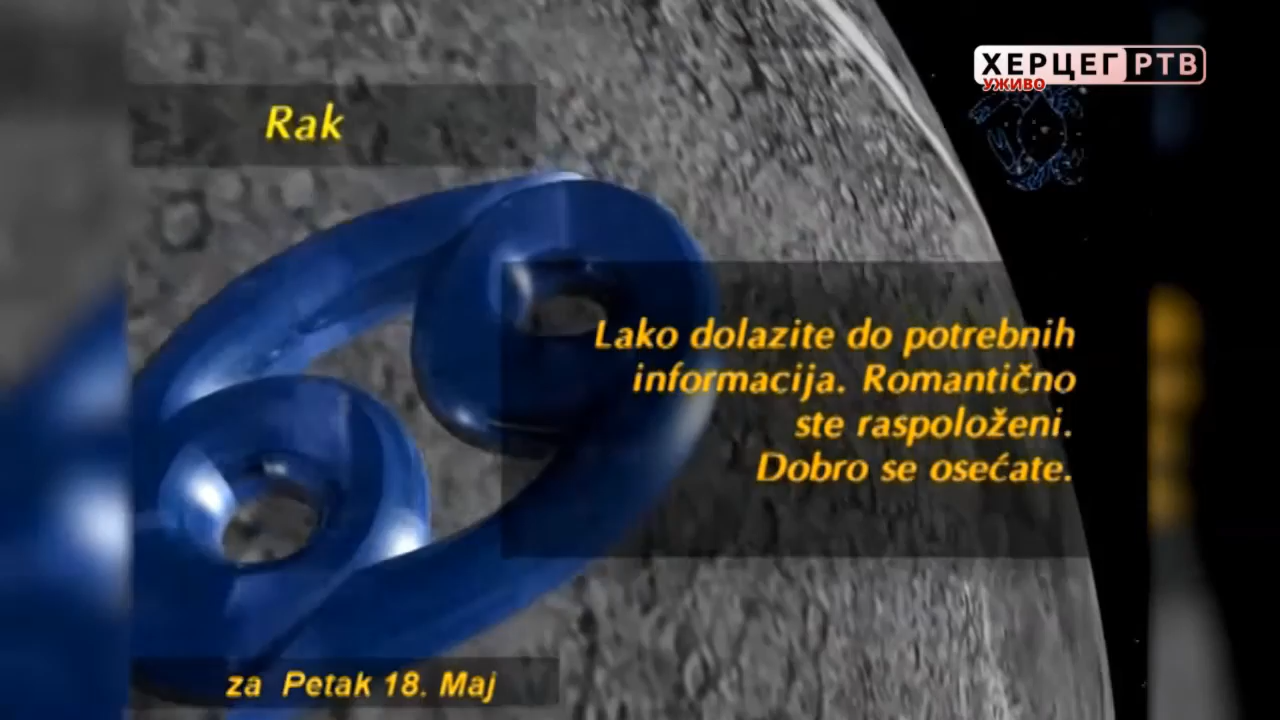 ХЕРЦЕГ РТВ
УЖИВО
Rak
Lako dolazite do potrebnih
informacija. Romantično
ste raspoloženi.
Dobro se osećate.
za Petak 18. Maj